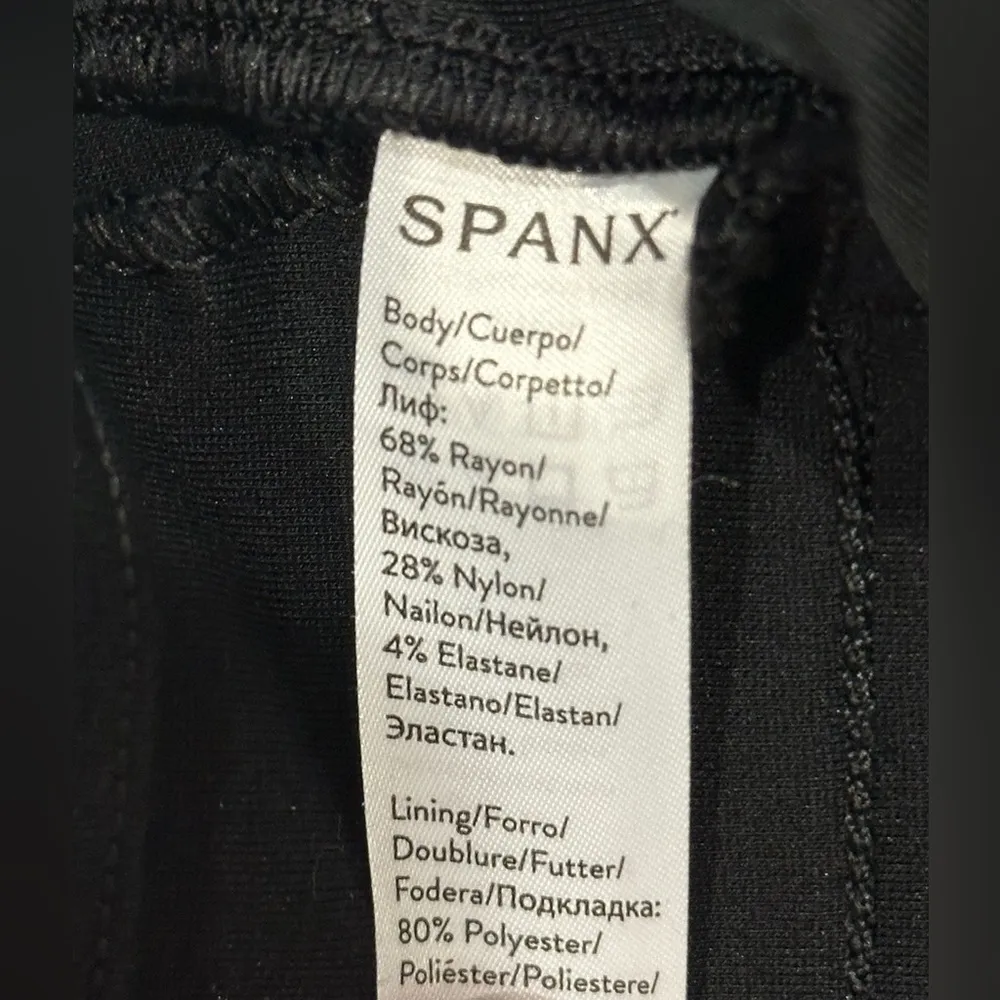 SPANX
Body/Cuerpo/
Corps/Corpetto/
Лиф:
68% Rayon/
Rayón/Rayonne/
Вискоза,
28% Nylon/
Nailon/Нейлон,
4% Elastane/
Elastano/Elastan/
Эластан.
Lining/Forro/
Doublure/Futter/
Fodera/Подкладка:
80% Polyester/
Poliéster/Poliestere/